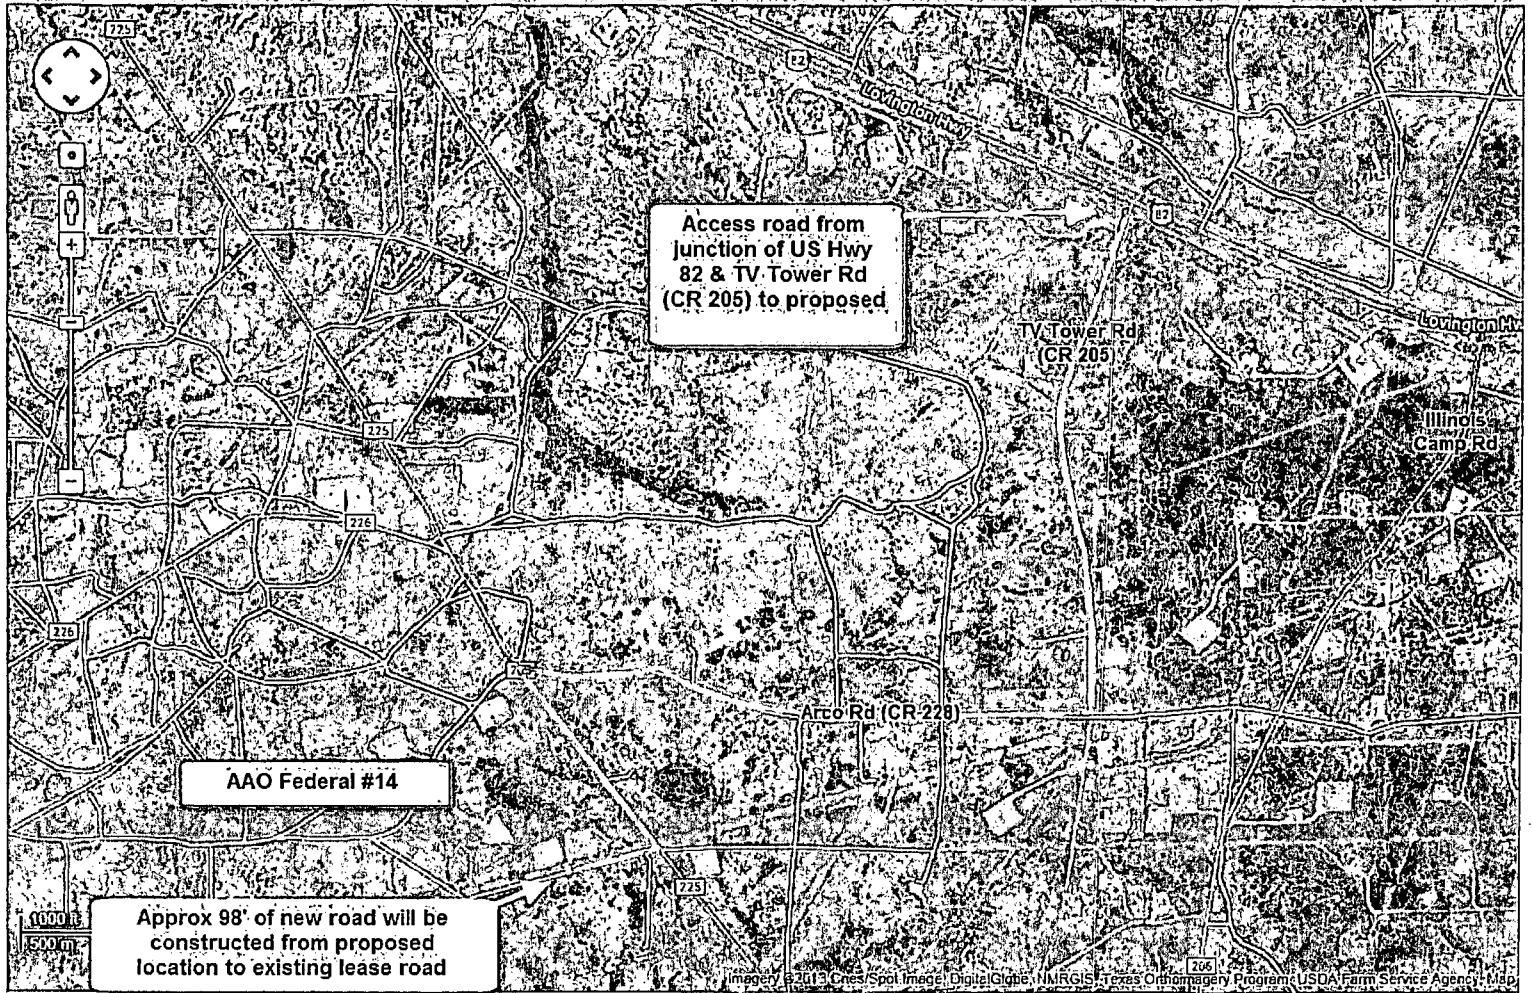 225
82
Lovington Hwy
Access road from
junction of US Hwy
82 & TV Tower Rd
(CR 205) to proposed
82
TV Tower Rd
(CR 205)
Lovington Hw
Illinois
Camp Rd
225
226
226
Arco Rd (CR 228)
AAO Federal #14
225
Approx 98' of new road will be
constructed from proposed
location to existing lease road
1000 ft
500 m
206
Imagery ©2013 Cnes/Spot Image, DigitalGlobe, NMRGIS, Texas Orthoimagery Program, USDA Farm Service Agency, Map